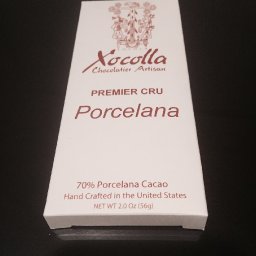 Xocolla
Chocolatier Artisan
PREMIER CRU
Porcelana
70% Porcelana Cacao
Hand Crafted in the United States
NET WT 2.0 Oz (56g)